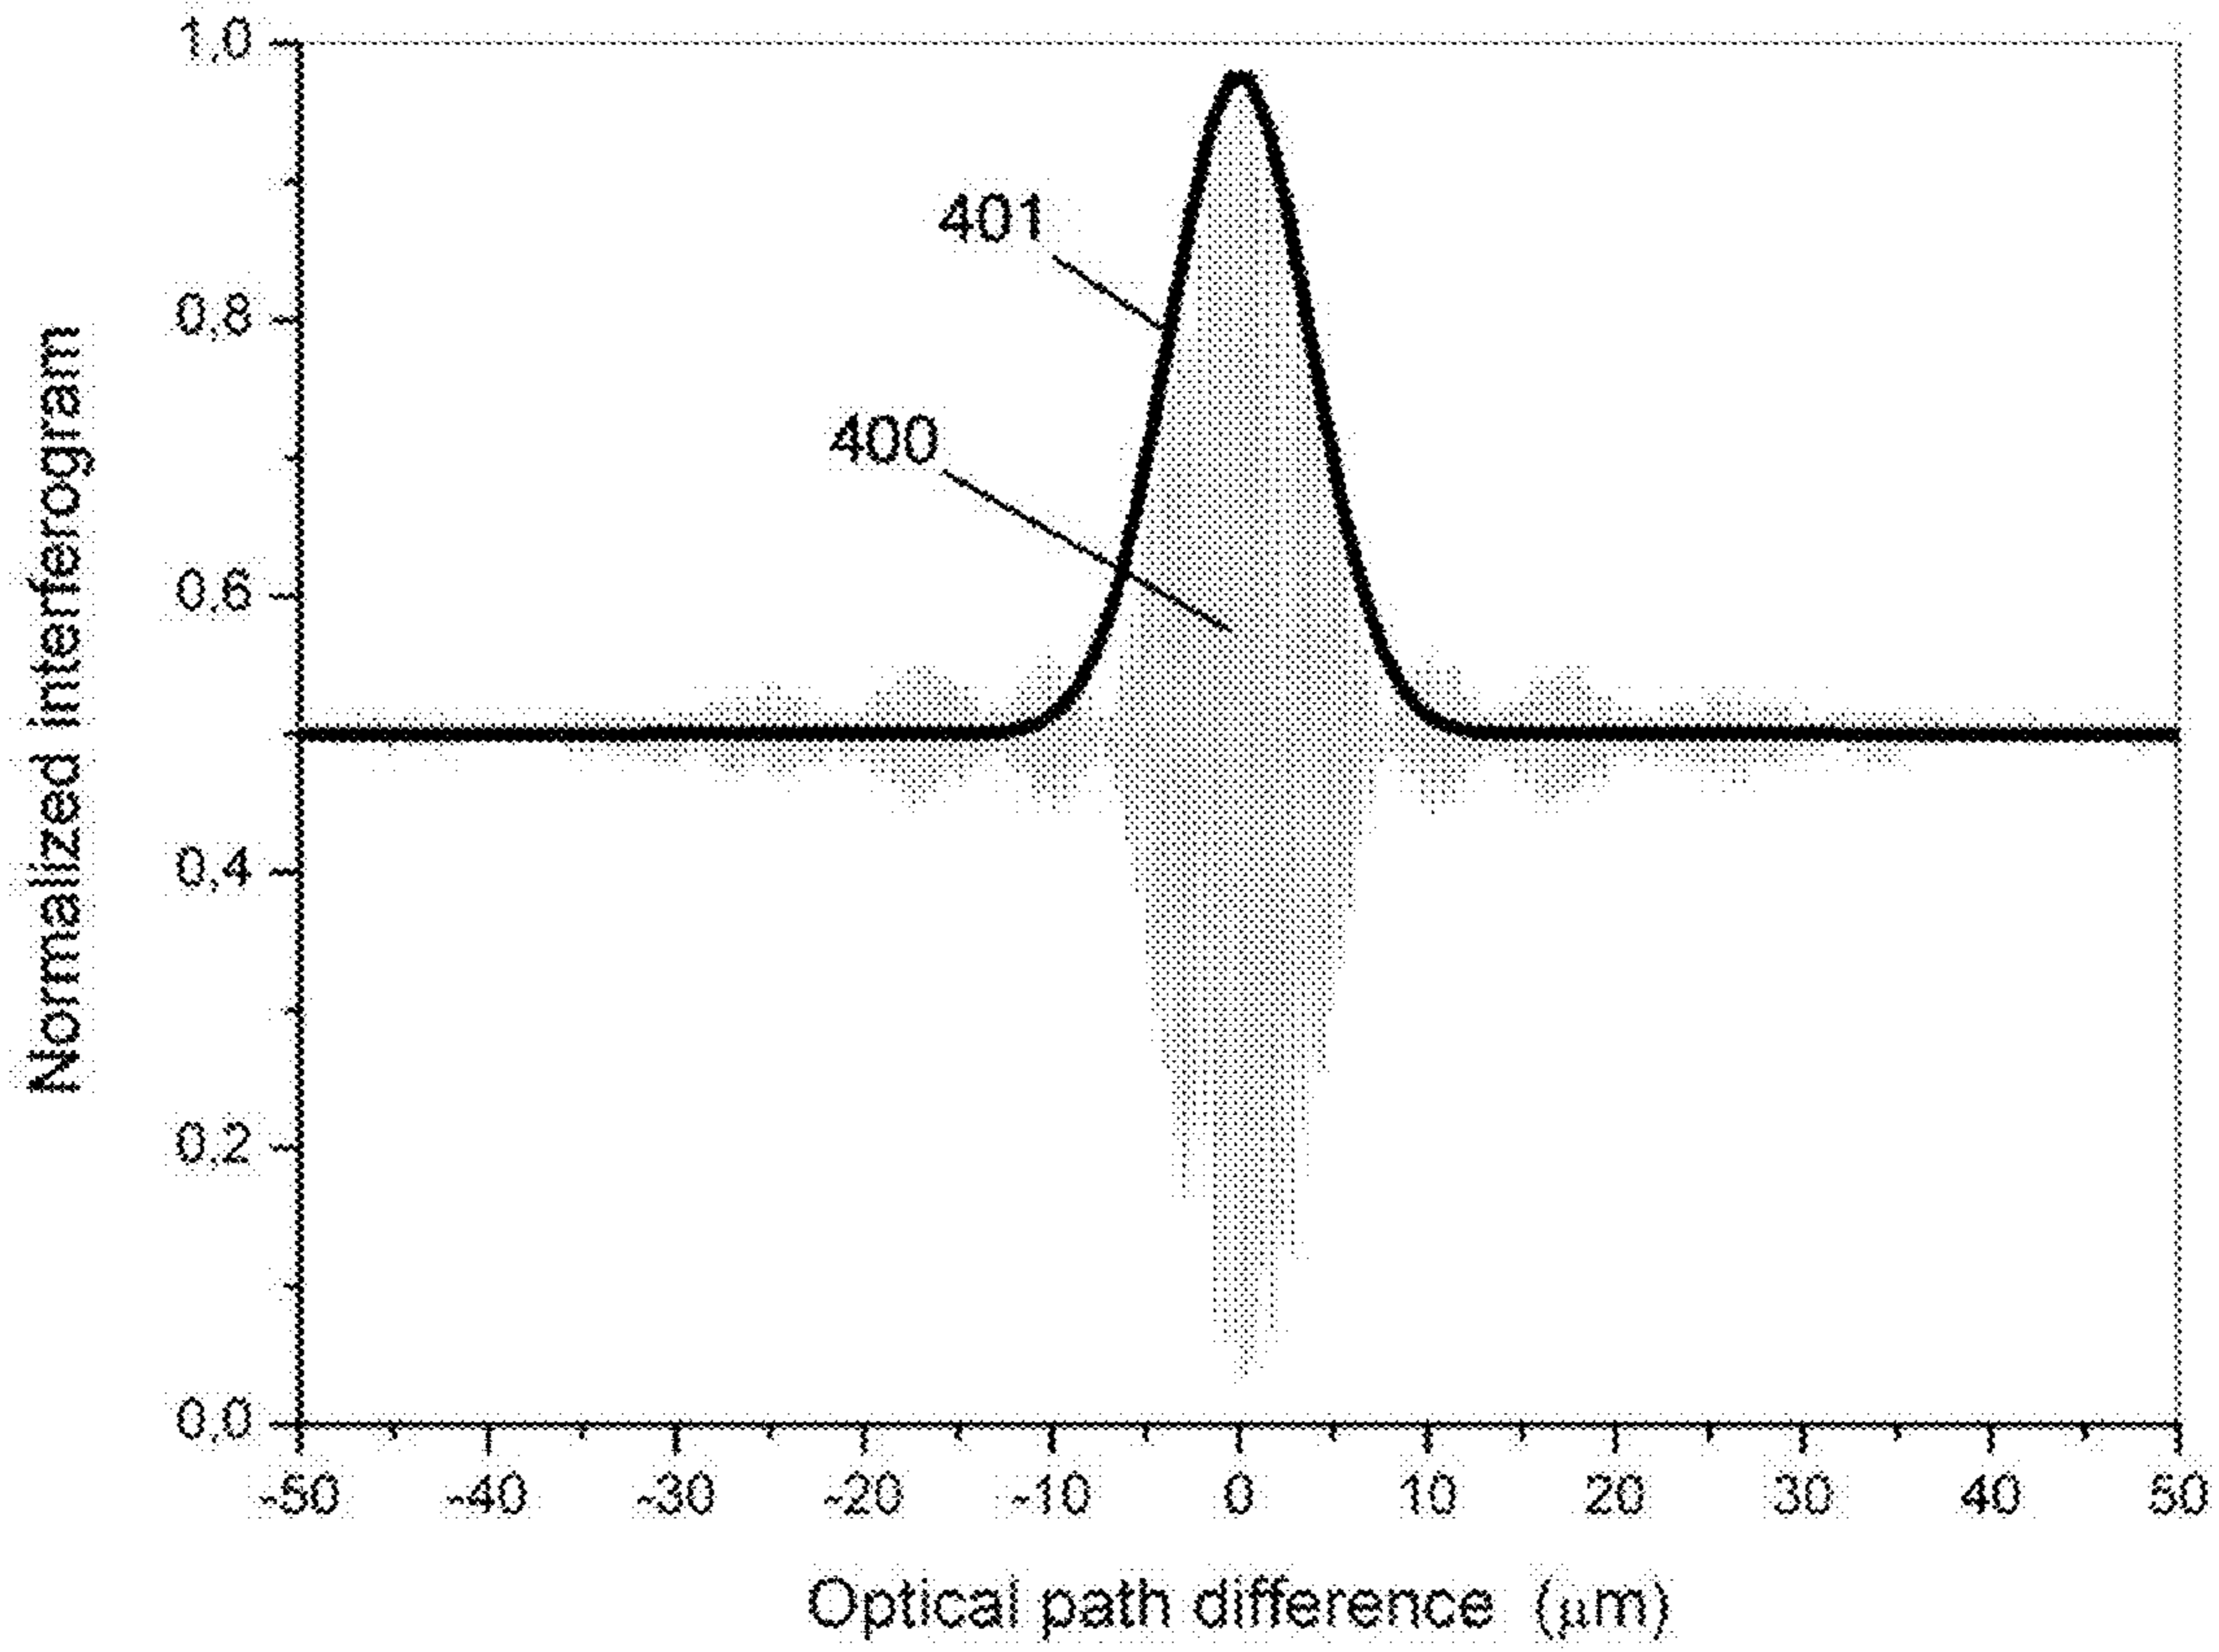 Normalized interferogram
1,0
0,8
0,6
0,4
0,2
0,0
401
400
-50 -40 -30 -20 -10 0 10 20 30 40 50
Optical path difference (μm)